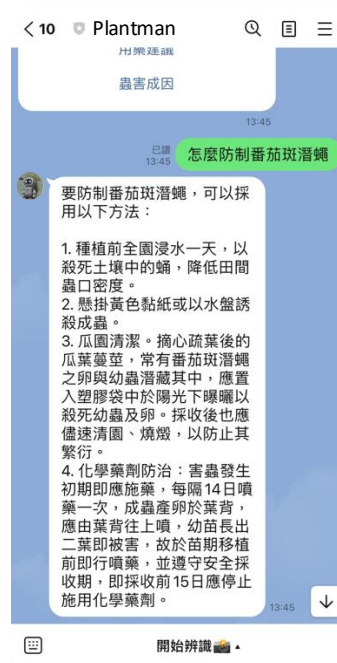 10
Plantman
用藥建議
蟲害成因
13:45
已讀
13:45
怎麼防制番茄斑潛蠅
要防制番茄斑潛蠅，可以採
用以下方法：
1. 種植前全園浸水一天，以
殺死土壤中的蛹，降低田間
蟲口密度。
2. 懸掛黃色黏紙或以水盤誘
殺成蟲。
3. 瓜園清潔。摘心疏葉後的
瓜葉蔓莖，常有番茄斑潛蠅
之卵與幼蟲潛藏其中，應置
入塑膠袋中於陽光下曝曬以
殺死幼蟲及卵。採收後也應
儘速清園、燒燬，以防止其
繁衍。
4. 化學藥劑防治：害蟲發生
初期即應施藥，每隔14日噴
藥一次，成蟲產卵於葉背，
應由葉背往上噴，幼苗長出
二葉即被害，故於苗期移植
前即行噴藥，並遵守安全採
收期，即採收前15日應停止
施用化學藥劑。
13:45
開始辨識📸